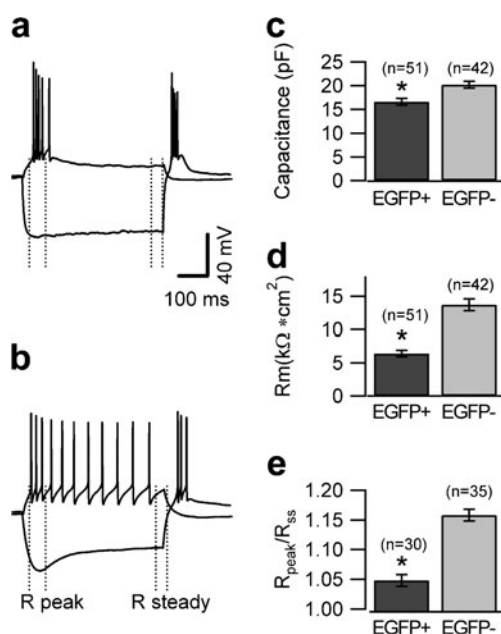 a
40 mV
100 ms
b
R peak
R steady
c
Capacitance (pF)
25
20
15
10
5
0
(n=51)
(n=42)
*
EGFP+
EGFP-
d
Rm(kΩ *cm²)
15
10
5
0
(n=51)
(n=42)
*
EGFP+
EGFP-
e
Rpeak/Rss
1.20
1.15
1.10
1.05
1.00
(n=35)
(n=30)
*
EGFP+
EGFP-